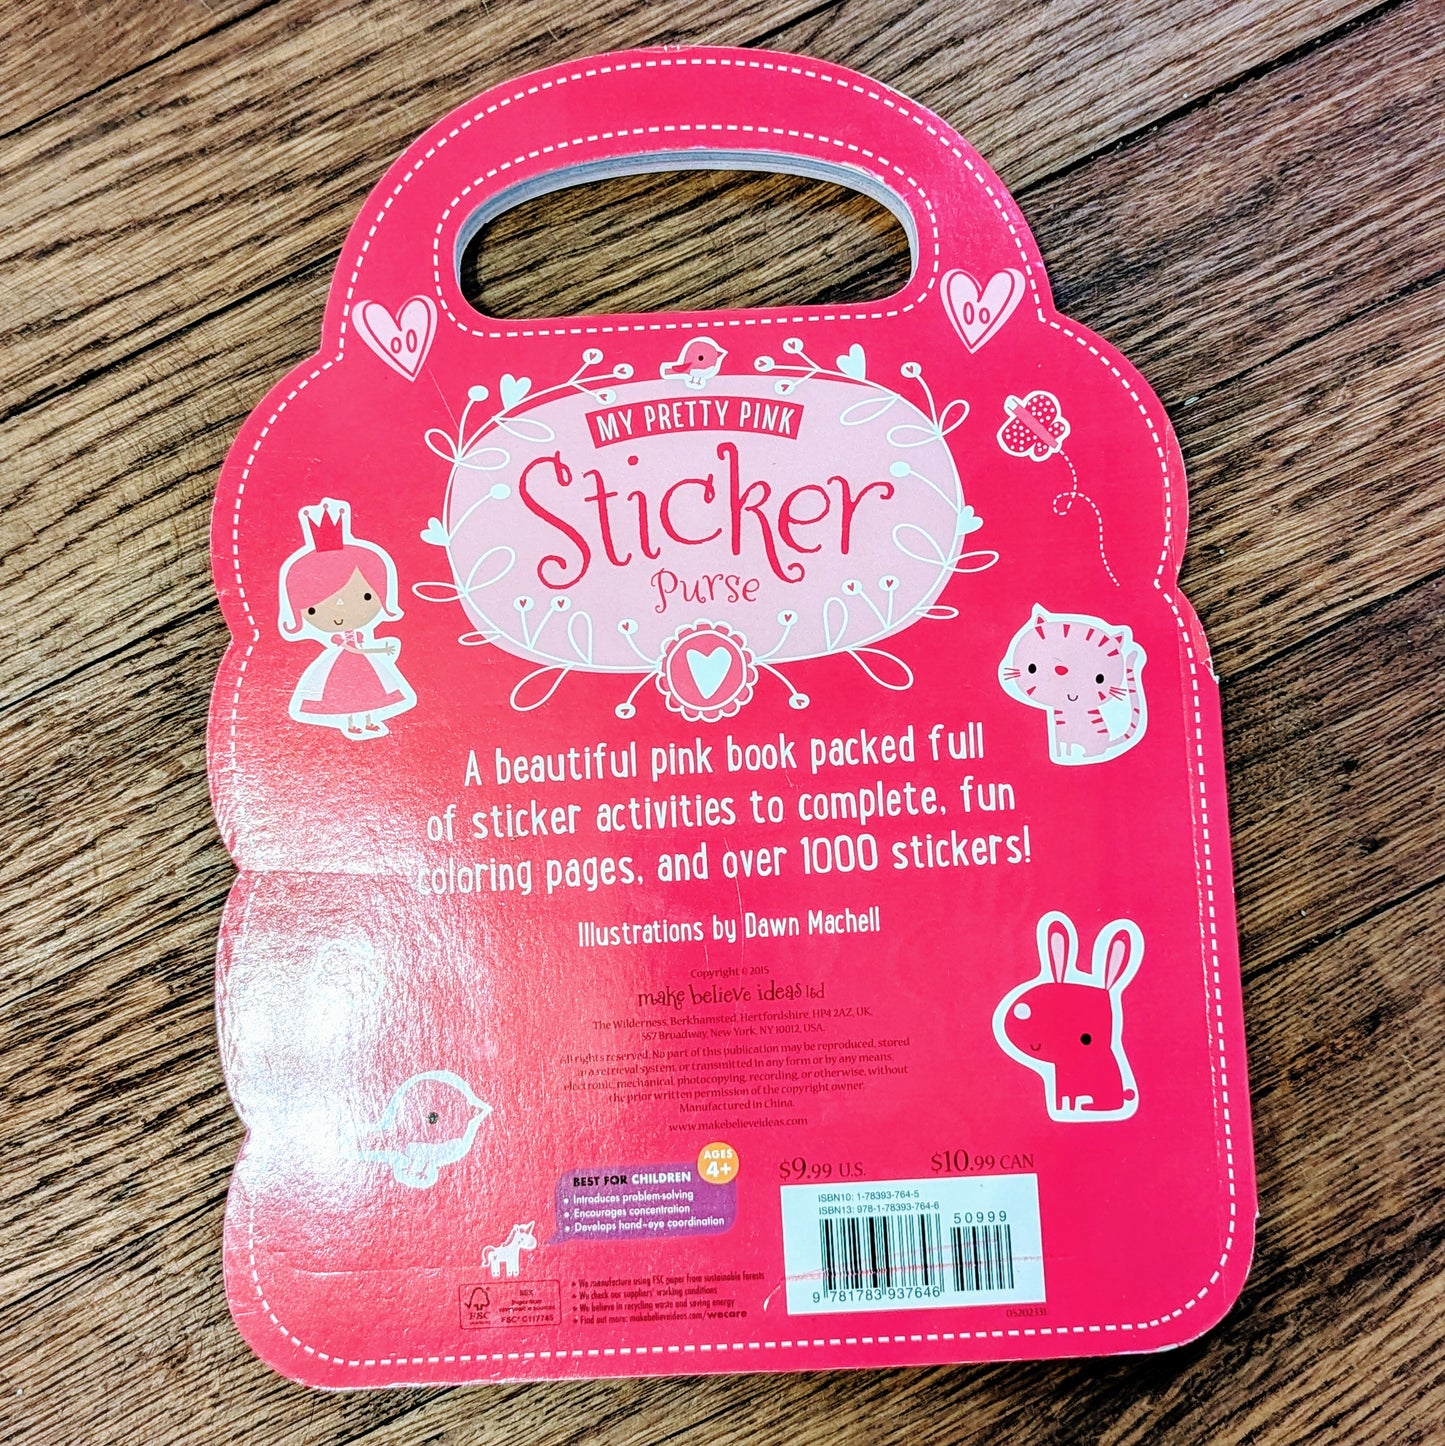 MY PRETTY PINK
Sticker
Purse
A beautiful pink book packed full
of sticker activities to complete, fun
coloring pages, and over 1000 stickers!
Illustrations by Dawn Machell
Copyright © 2015
make believe ideas ltd
The Wilderness, Berkhamsted, Hertfordshire, HP4 2AZ, UK.
557 Broadway, New York, NY 10012, USA.
All rights reserved. No part of this publication may be reproduced, stored
in a retrieval system, or transmitted in any form or by any means,
electronic, mechanical, photocopying, recording, or otherwise, without
the prior written permission of the copyright owner.
Manufactured in China.
www.makebelieveideas.com
AGES
4+
BEST FOR CHILDREN
• Introduces problem-solving
• Encourages concentration
• Develops hand-eye coordination
$9.99 U.S.
$10.99 CAN
ISBN10: 1-78393-764-5
ISBN13: 978-1-78393-764-6
50999
9 781783 937646
05202331
FSC
MIX
Paper from
FSC® C117745
• We manufacture using FSC paper from sustainable forests
• We check our suppliers' working conditions
• We believe in recycling waste and saving energy
• Find out more: makebelieveideas.com/wecare